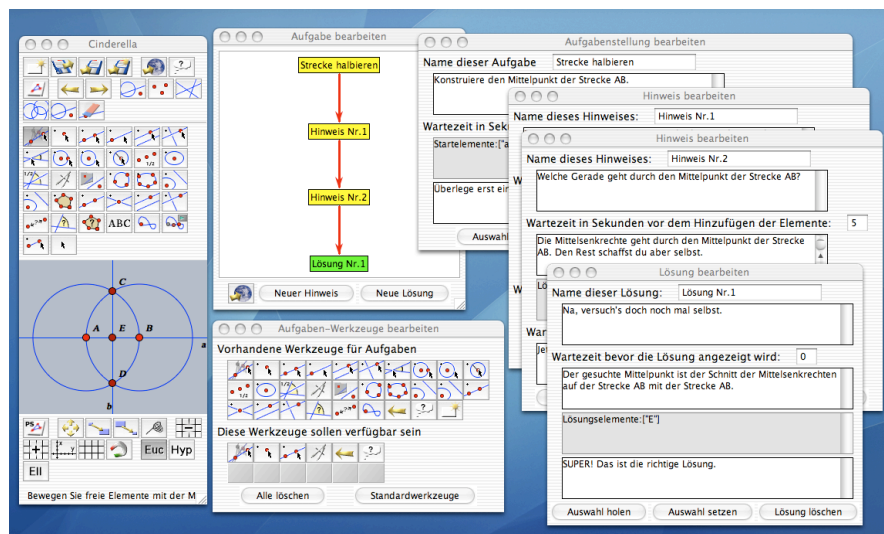 Cinderella
ABC
C
A
E
B
a
D
b
Euc
Hyp
Ell
Bewegen Sie freie Elemente mit der M
Aufgabe bearbeiten
Strecke halbieren
Hinweis Nr.1
Hinweis Nr.2
Lösung Nr.1
Neuer Hinweis
Neue Lösung
Aufgaben-Werkzeuge bearbeiten
Vorhandene Werkzeuge für Aufgaben
Diese Werkzeuge sollen verfügbar sein
Alle löschen
Standardwerkzeuge
Aufgabenstellung bearbeiten
Name dieser Aufgabe Strecke halbieren
Konstruiere den Mittelpunkt der Strecke AB.
Wartezeit in Seku
Startelemente:["a
Überlege erst ein
Auswahl
Hinweis bearbeiten
Name dieses Hinweises: Hinweis Nr.1
Hinweis bearbeiten
Name dieses Hinweises: Hinweis Nr.2
Welche Gerade geht durch den Mittelpunkt der Strecke AB?
Wartezeit in Sekunden vor dem Hinzufügen der Elemente: 5
Die Mittelsenkrechte geht durch den Mittelpunkt der Strecke
AB. Den Rest schaffst du aber selbst.
Lösung bearbeiten
Name dieser Lösung: Lösung Nr.1
Na, versuch's doch noch mal selbst.
Wartezeit bevor die Lösung angezeigt wird: 0
Der gesuchte Mittelpunkt ist der Schnitt der Mittelsenkrechten
auf der Strecke AB mit der Strecke AB.
Lösungselemente:["E"]
SUPER! Das ist die richtige Lösung.
Auswahl holen
Auswahl setzen
Lösung löschen